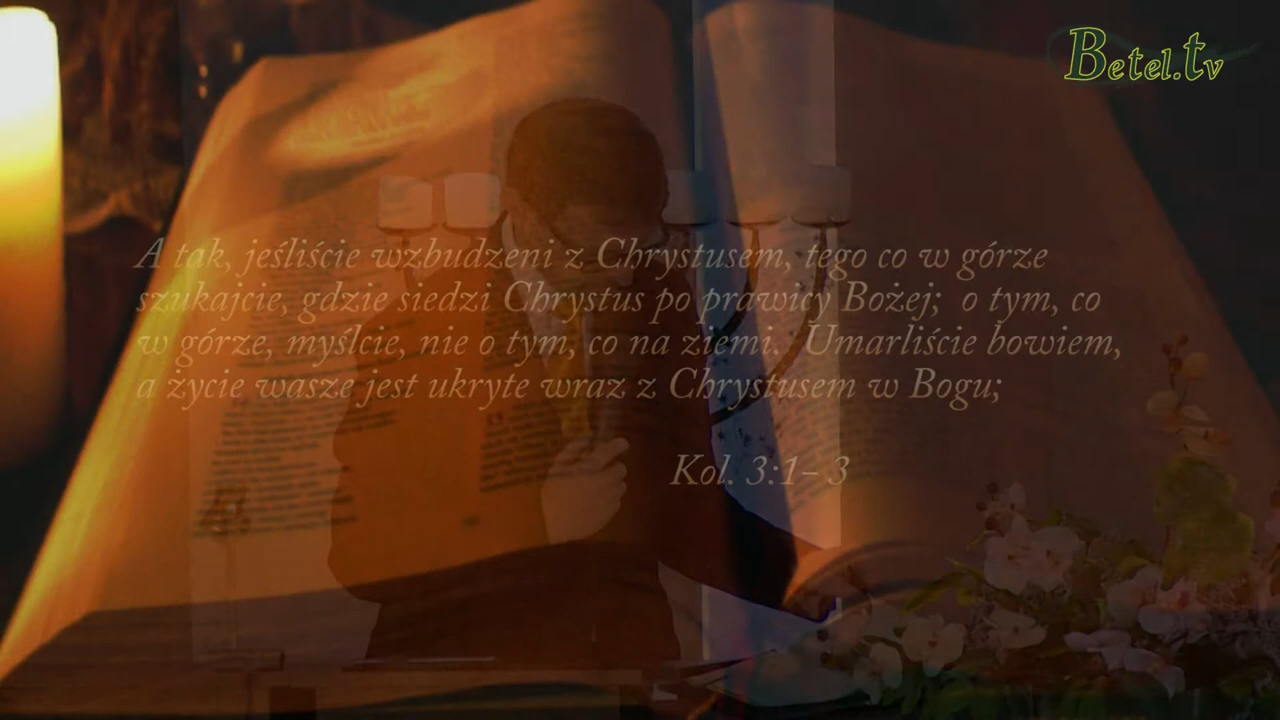 Betel.tv
A tak, jeśliście wzbudzeni z Chrystusem, tego co w górze
szukajcie, gdzie siedzi Chrystus po prawicy Bożej; o tym, co
w górze, myślcie, nie o tym, co na ziemi. Umarliście bowiem,
a życie wasze jest ukryte wraz z Chrystusem w Bogu;
Kol. 3:1– 3